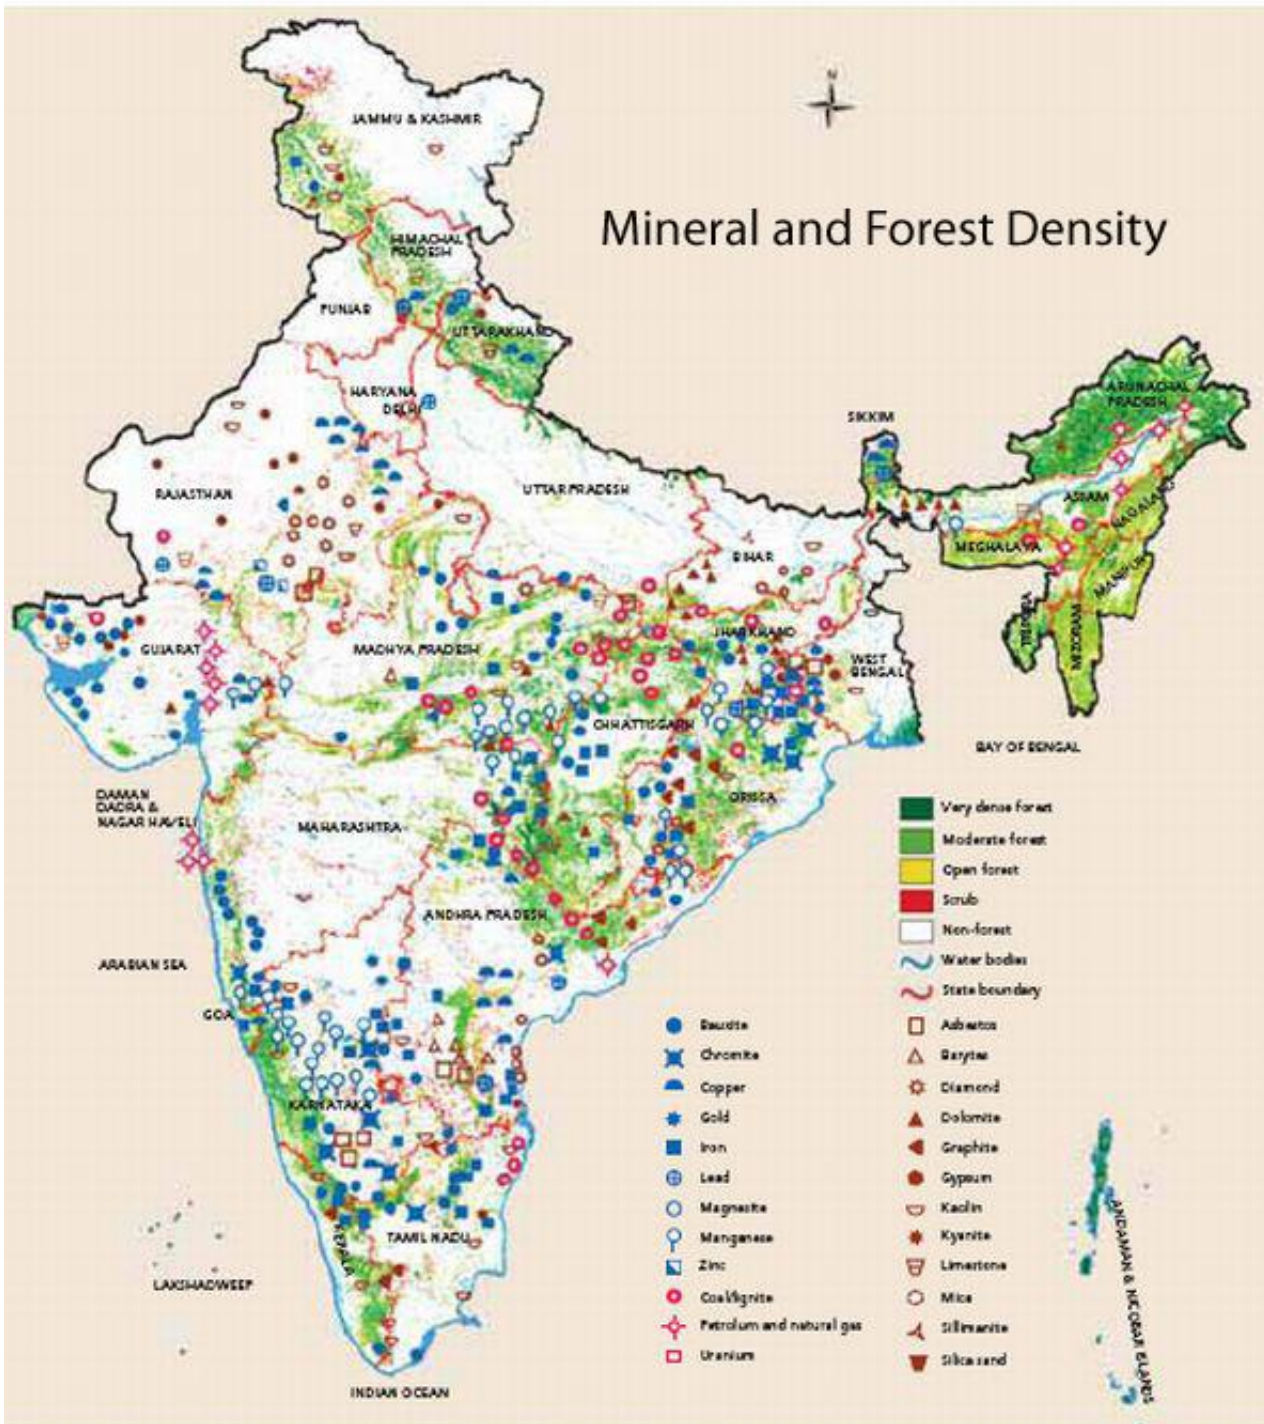 N
JAMMU & KASHMIR
Mineral and Forest Density
HIMACHAL
PRADESH
PUNJAB
UTTARAKHAND
HARYANA
DELHI
ARUNACHAL
PRADESH
SIKKIM
RAJASTHAN
UTTAR PRADESH
ASSAM
NAGALAND
MEGHALAYA
BIHAR
MANIPUR
TRIPURA
MIZORAM
JHARKHAND
GUJARAT
MADHYA PRADESH
WEST
BENGAL
CHHATTISGARH
BAY OF BENGAL
ORISSA
DAMAN
DADRA &
NAGAR HAVELI
MAHARASHTRA
Very dense forest
Moderate forest
Open forest
Scrub
Non-forest
Water bodies
State boundary
ANDHRA PRADESH
ARABIAN SEA
GOA
KARNATAKA
Bauxite
Chromite
Copper
Gold
Iron
Lead
Magnesite
Manganese
Zinc
Coal/lignite
Petrolum and natural gas
Uranium
Asbestos
Barytes
Diamond
Dolomite
Graphite
Gypsum
Kaolin
Kyanite
Limestone
Mica
Sillimanite
Silica sand
KERALA
TAMIL NADU
LAKSHADWEEP
ANDAMAN & NICOBAR ISLANDS
INDIAN OCEAN